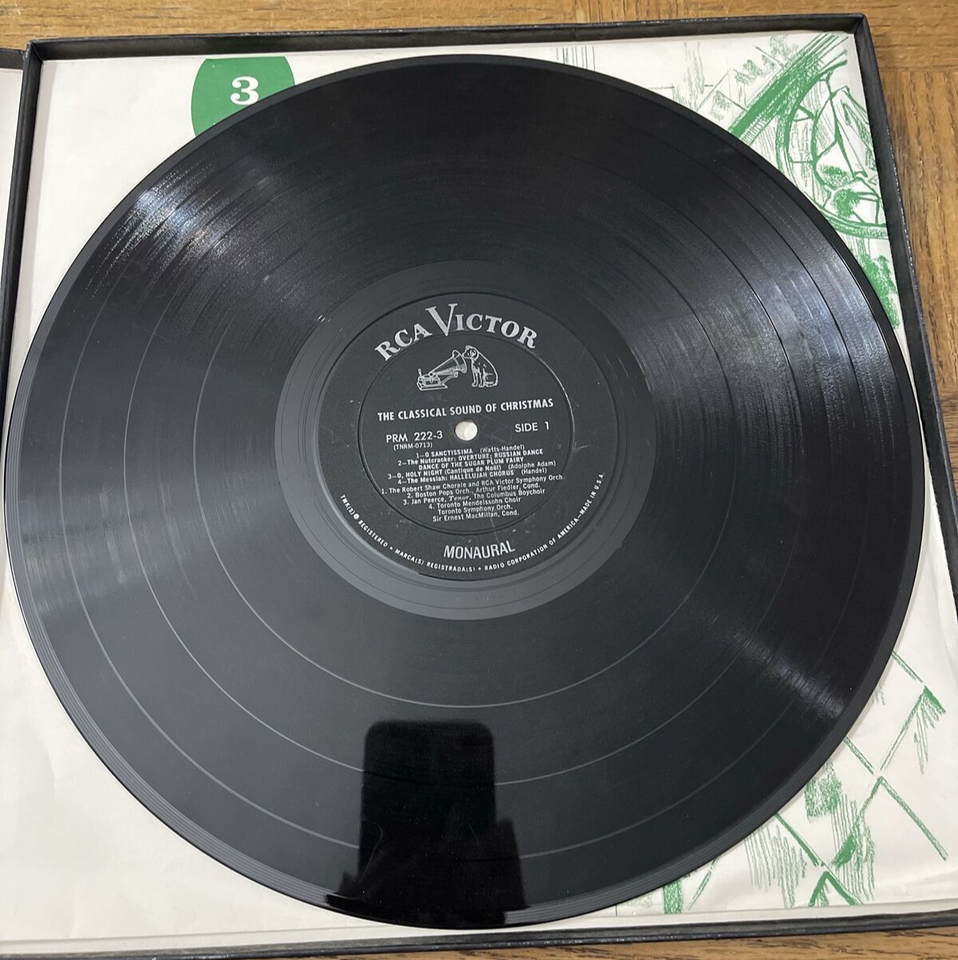 3
RCA VICTOR
THE CLASSICAL SOUND OF CHRISTMAS
PRM 222-3 SIDE 1
(TNRM-0713)
1—O SANCTISSIMA (Watts-Handel)
2—The Nutcracker: OVERTURE; RUSSIAN DANCE
DANCE OF THE SUGAR PLUM FAIRY
3—O, HOLY NIGHT (Cantique de Noël) (Adolphe Adam)
4—The Messiah: HALLELUJAH CHORUS (Handel)
1. The Robert Shaw Chorale and RCA Victor Symphony Orch.
2. Boston Pops Orch., Arthur Fiedler, Cond.
3. Jan Peerce, Tenor, The Columbus Boychoir
4. Toronto Mendelssohn Choir
Toronto Symphony Orch.
Sir Ernest MacMillan, Cond.
MONAURAL
TMK(S) ® REGISTERED • MARCA(S) REGISTRADA(S) • RADIO CORPORATION OF AMERICA—MADE IN U.S.A.